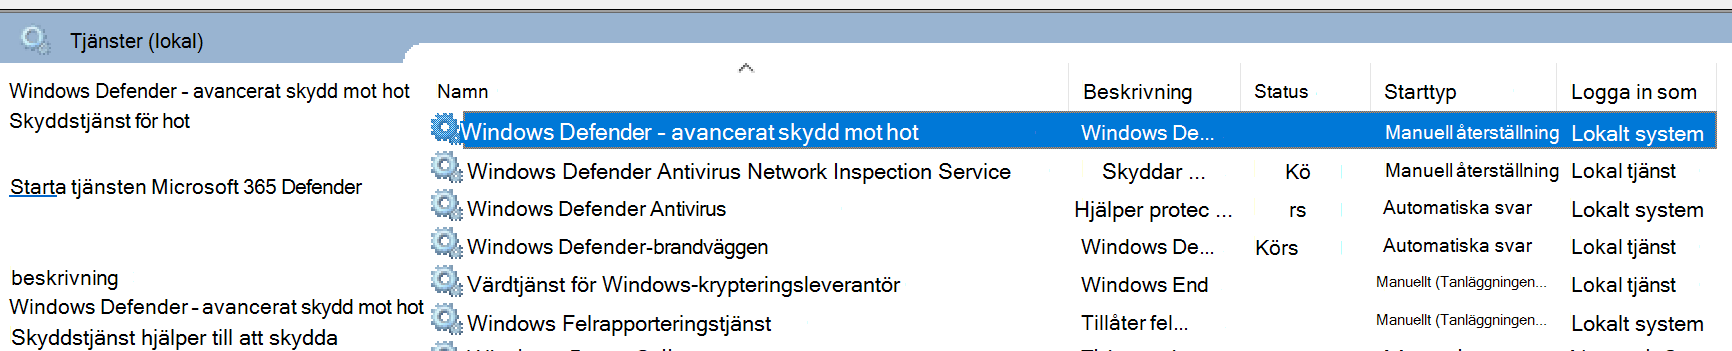 Tjänster (lokal)
Windows Defender - avancerat skydd mot hot
Skyddstjänst för hot
Starta tjänsten Microsoft 365 Defender
beskrivning
Windows Defender - avancerat skydd mot hot
Skyddstjänst hjälper till att skydda
Namn Beskrivning Status Starttyp Logga in som
Windows Defender - avancerat skydd mot hot Windows De... Manuell återställning Lokalt system
Windows Defender Antivirus Network Inspection Service Skyddar ... Kö Manuell återställning Lokal tjänst
Windows Defender Antivirus Hjälper protec ... rs Automatiska svar Lokalt system
Windows Defender-brandväggen Windows De... Körs Automatiska svar Lokal tjänst
Värdtjänst för Windows-krypteringsleverantör Windows End Manuellt (Tanläggningen... Lokal tjänst
Windows Felrapporteringstjänst Tillåter fel... Manuellt (Tanläggningen... Lokalt system